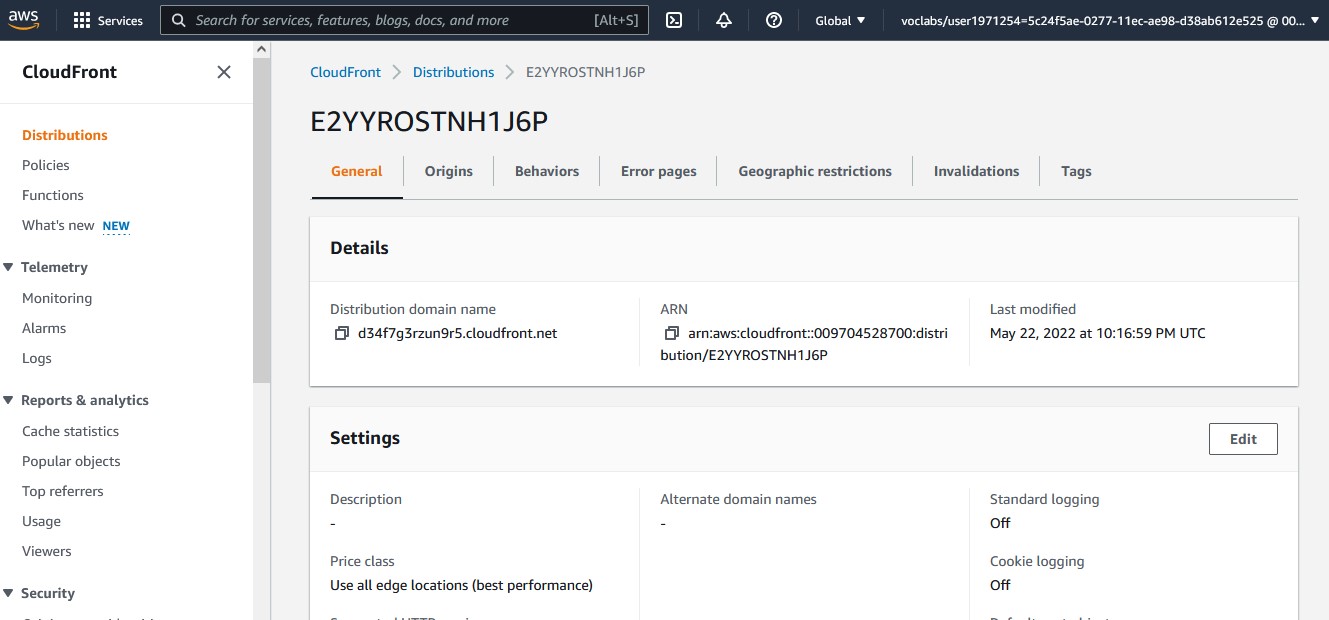 aws
Services
Search for services, features, blogs, docs, and more [Alt+S]
Global
voclabs/user1971254=5c24f5ae-0277-11ec-ae98-d38ab612e525 @ 00...
CloudFront
Distributions
Policies
Functions
What's new NEW
Telemetry
Monitoring
Alarms
Logs
Reports & analytics
Cache statistics
Popular objects
Top referrers
Usage
Viewers
Security
CloudFront
Distributions
E2YYROSTNH1J6P
E2YYROSTNH1J6P
General
Origins
Behaviors
Error pages
Geographic restrictions
Invalidations
Tags
Details
Distribution domain name
d34f7g3rzun9r5.cloudfront.net
ARN
arn:aws:cloudfront::009704528700:distri
bution/E2YYROSTNH1J6P
Last modified
May 22, 2022 at 10:16:59 PM UTC
Settings
Edit
Description
-
Price class
Use all edge locations (best performance)
Alternate domain names
-
Standard logging
Off
Cookie logging
Off